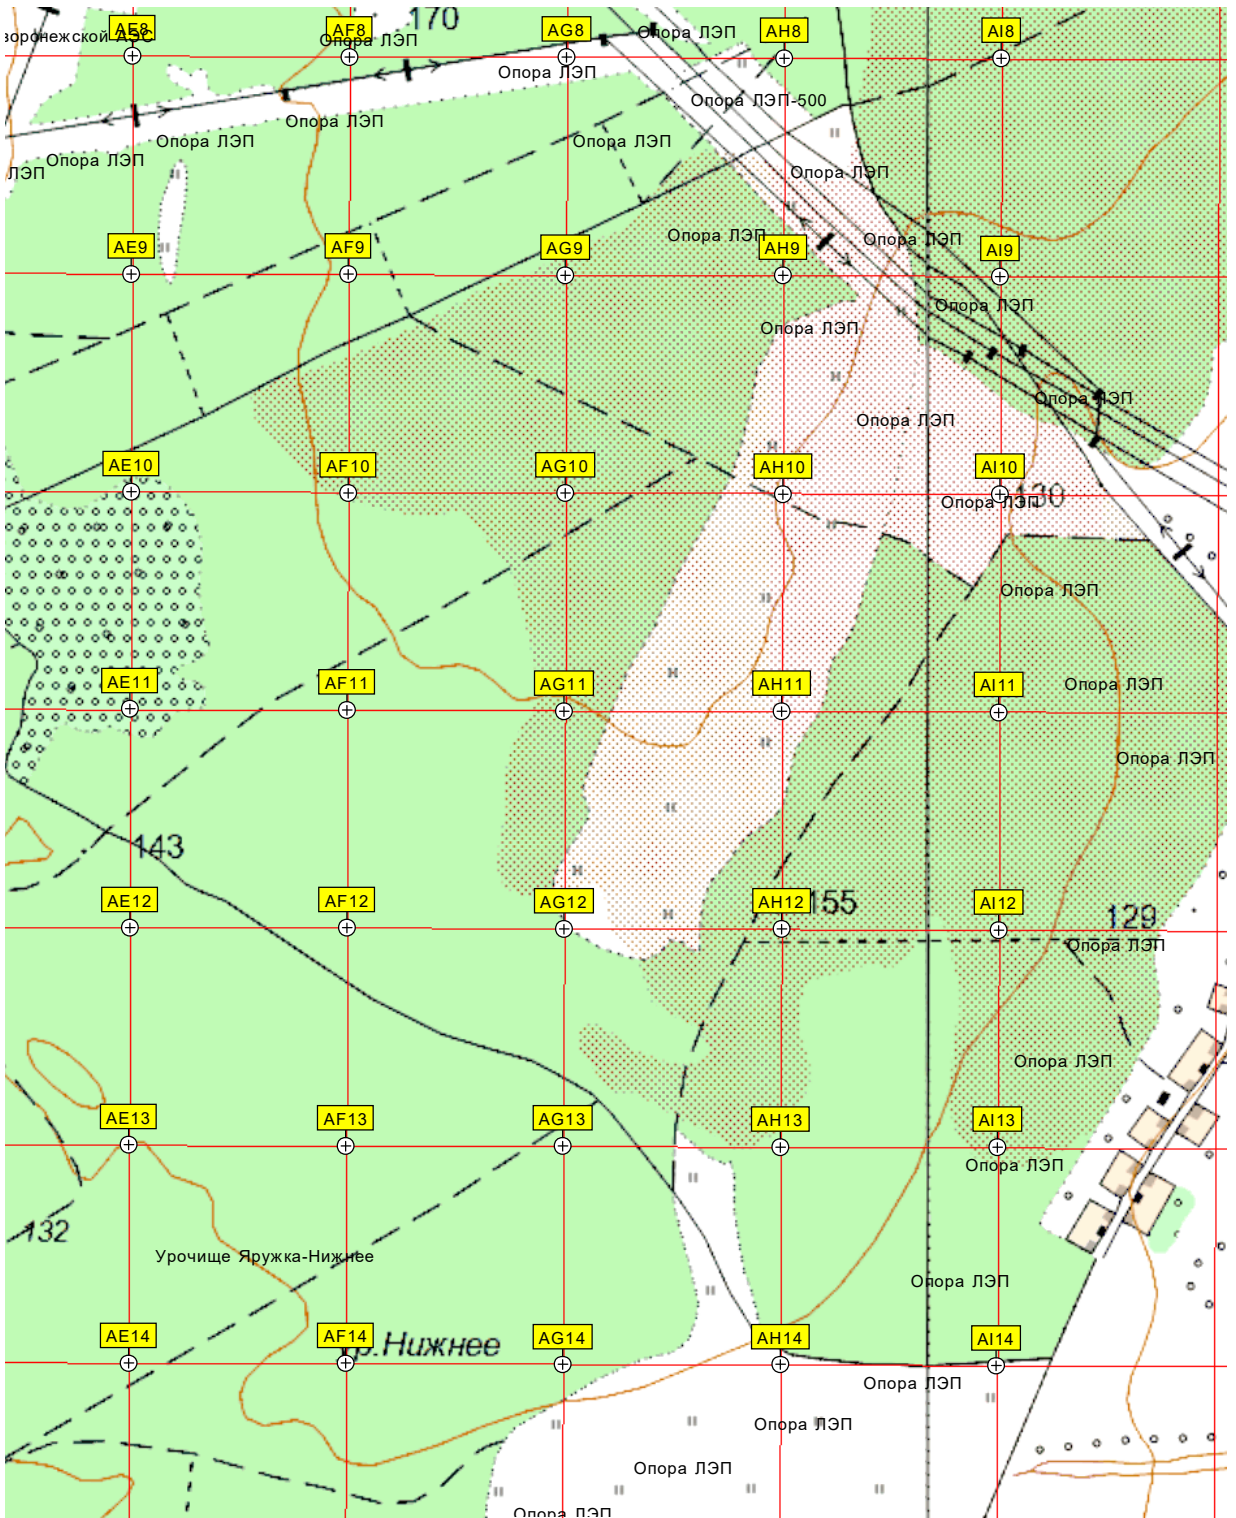 170
AE8
AF8
AG8
AH8
AI8
воронежской АЭС
Опора ЛЭП
Опора ЛЭП
Опора ЛЭП
Опора ЛЭП-500
Опора ЛЭП
Опора ЛЭП
Опора ЛЭП
Опора ЛЭП
ЛЭП
Опора ЛЭП
Опора ЛЭП
Опора ЛЭП
AE9
AF9
AG9
AH9
AI9
Опора ЛЭП
Опора ЛЭП
Опора ЛЭП
Опора ЛЭП
AE10
AF10
AG10
AH10
AI10
Опора ЛЭП
130
Опора ЛЭП
AE11
AF11
AG11
AH11
AI11
Опора ЛЭП
Опора ЛЭП
143
AE12
AF12
AG12
AH12
155
AI12
129
Опора ЛЭП
Опора ЛЭП
AE13
AF13
AG13
AH13
AI13
Опора ЛЭП
132
Урочище Яружка-Нижнее
Опора ЛЭП
AE14
AF14
р.Нижнее
AG14
AH14
AI14
Опора ЛЭП
Опора ЛЭП
Опора ЛЭП
Опора ЛЭП